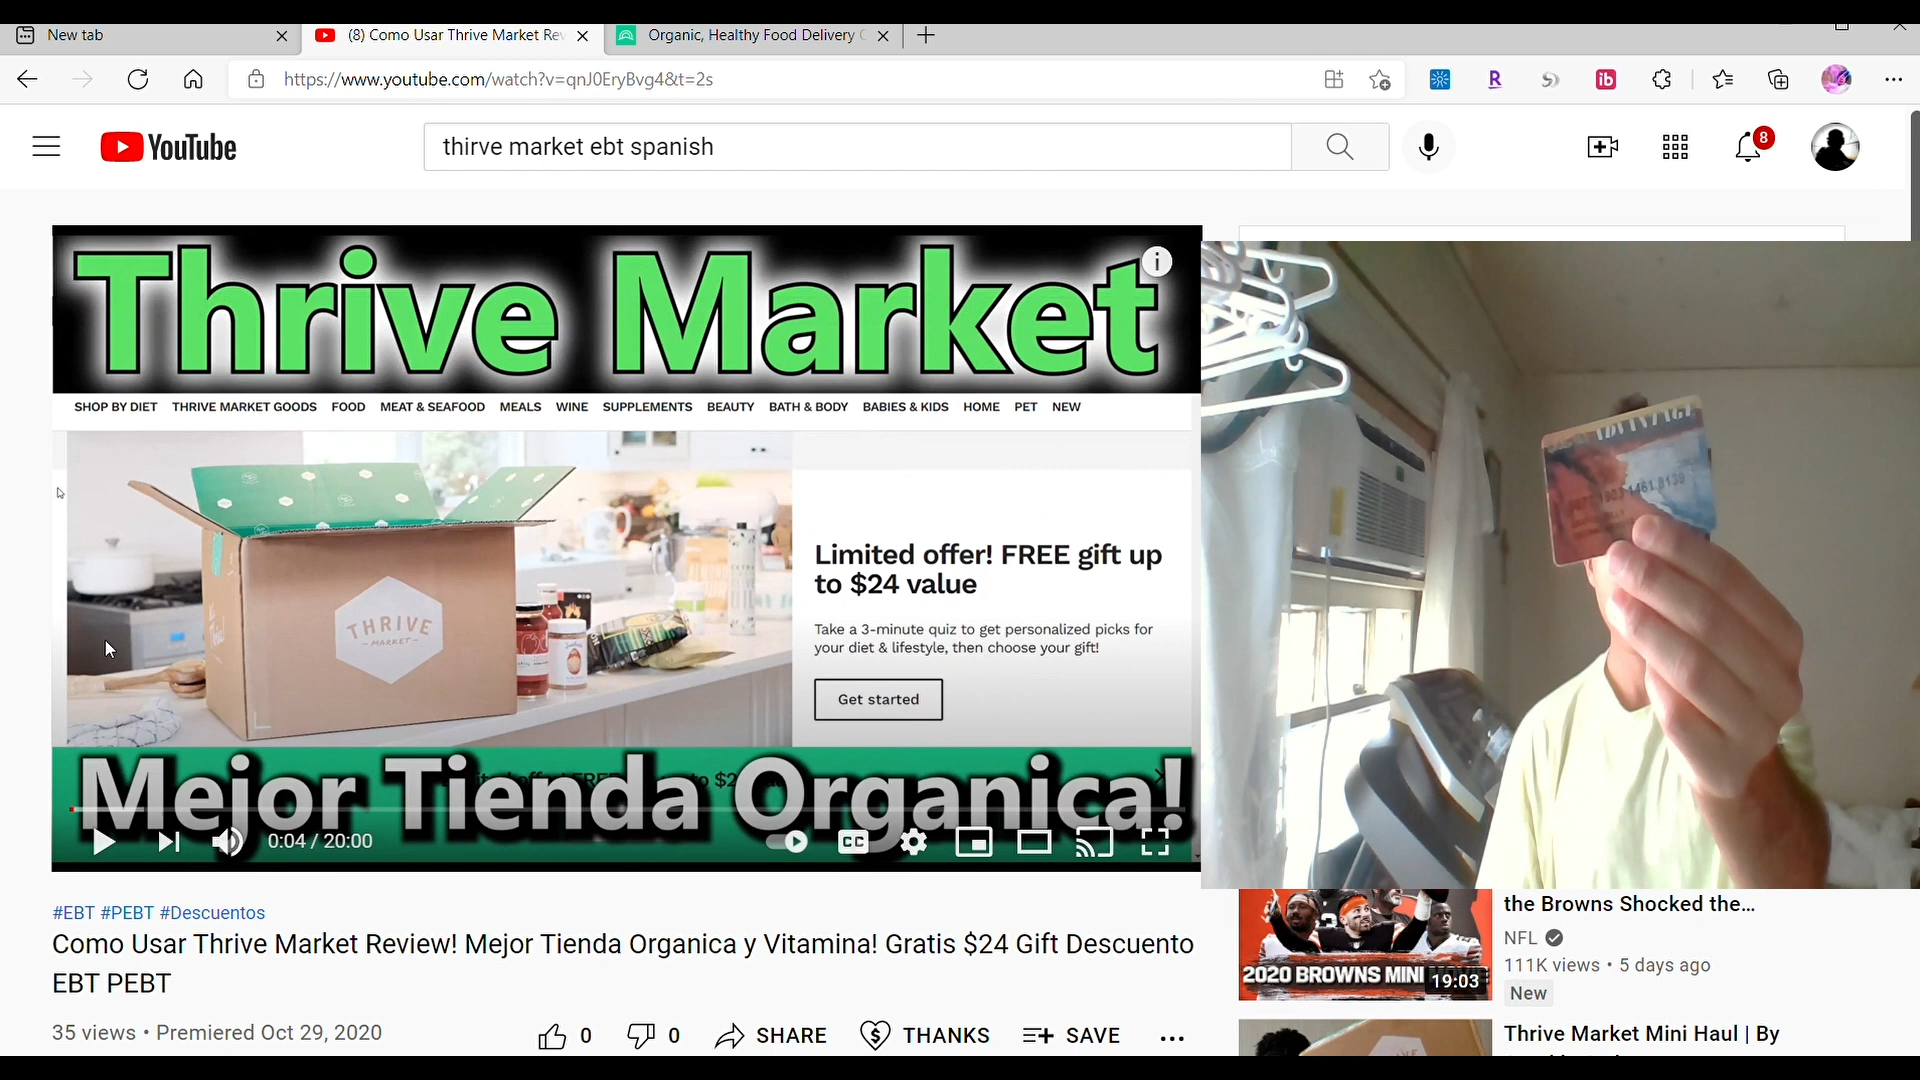 New tab
(8) Como Usar Thrive Market Rev
Organic, Healthy Food Delivery
https://www.youtube.com/watch?v=qnJ0EryBvg4&t=2s
YouTube
thirve market ebt spanish
8
Thrive Market
SHOP BY DIET THRIVE MARKET GOODS FOOD MEAT & SEAFOOD MEALS WINE SUPPLEMENTS BEAUTY BATH & BODY BABIES & KIDS HOME PET NEW
THRIVE
MARKET
Limited offer! FREE gift up
to $24 value
Take a 3-minute quiz to get personalized picks for
your diet & lifestyle, then choose your gift!
Get started
Mejor Tienda Organica!
0:04 / 20:00
CC
#EBT #PEBT #Descuentos
Como Usar Thrive Market Review! Mejor Tienda Organica y Vitamina! Gratis $24 Gift Descuento
EBT PEBT
35 views • Premiered Oct 29, 2020
0 0 SHARE THANKS SAVE
2020 BROWNS MINI
19:03
the Browns Shocked the...
NFL
111K views • 5 days ago
New
Thrive Market Mini Haul | By